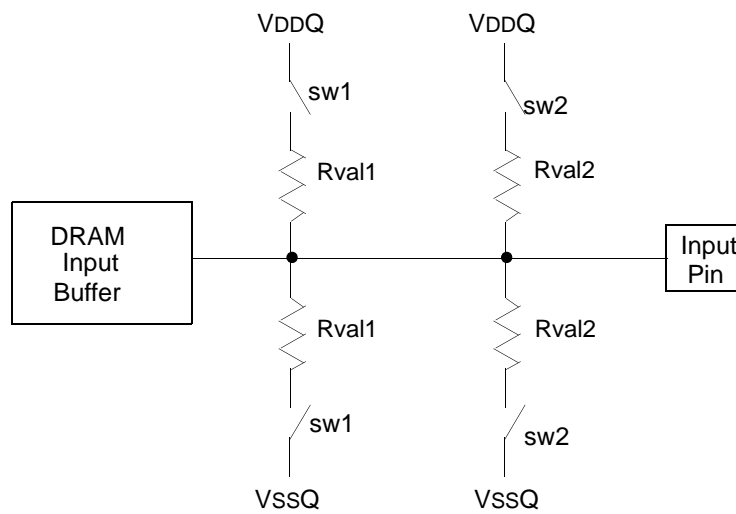 VDDQ
VDDQ
sw1
sw2
Rval1
Rval2
DRAM
Input
Buffer
Input
Pin
Rval1
Rval2
sw1
sw2
VSSQ
VSSQ